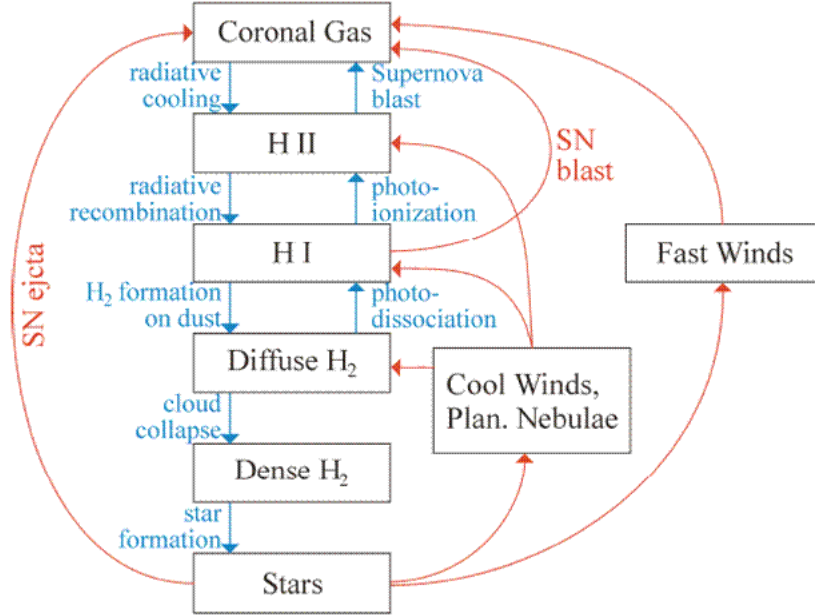 Coronal Gas
radiative
cooling
Supernova
blast
H II
SN
blast
radiative
recombination
photo-
ionization
H I
Fast Winds
SN ejcta
H₂ formation
on dust
photo-
dissociation
Diffuse H₂
Cool Winds,
Plan. Nebulae
cloud
collapse
Dense H₂
star
formation
Stars